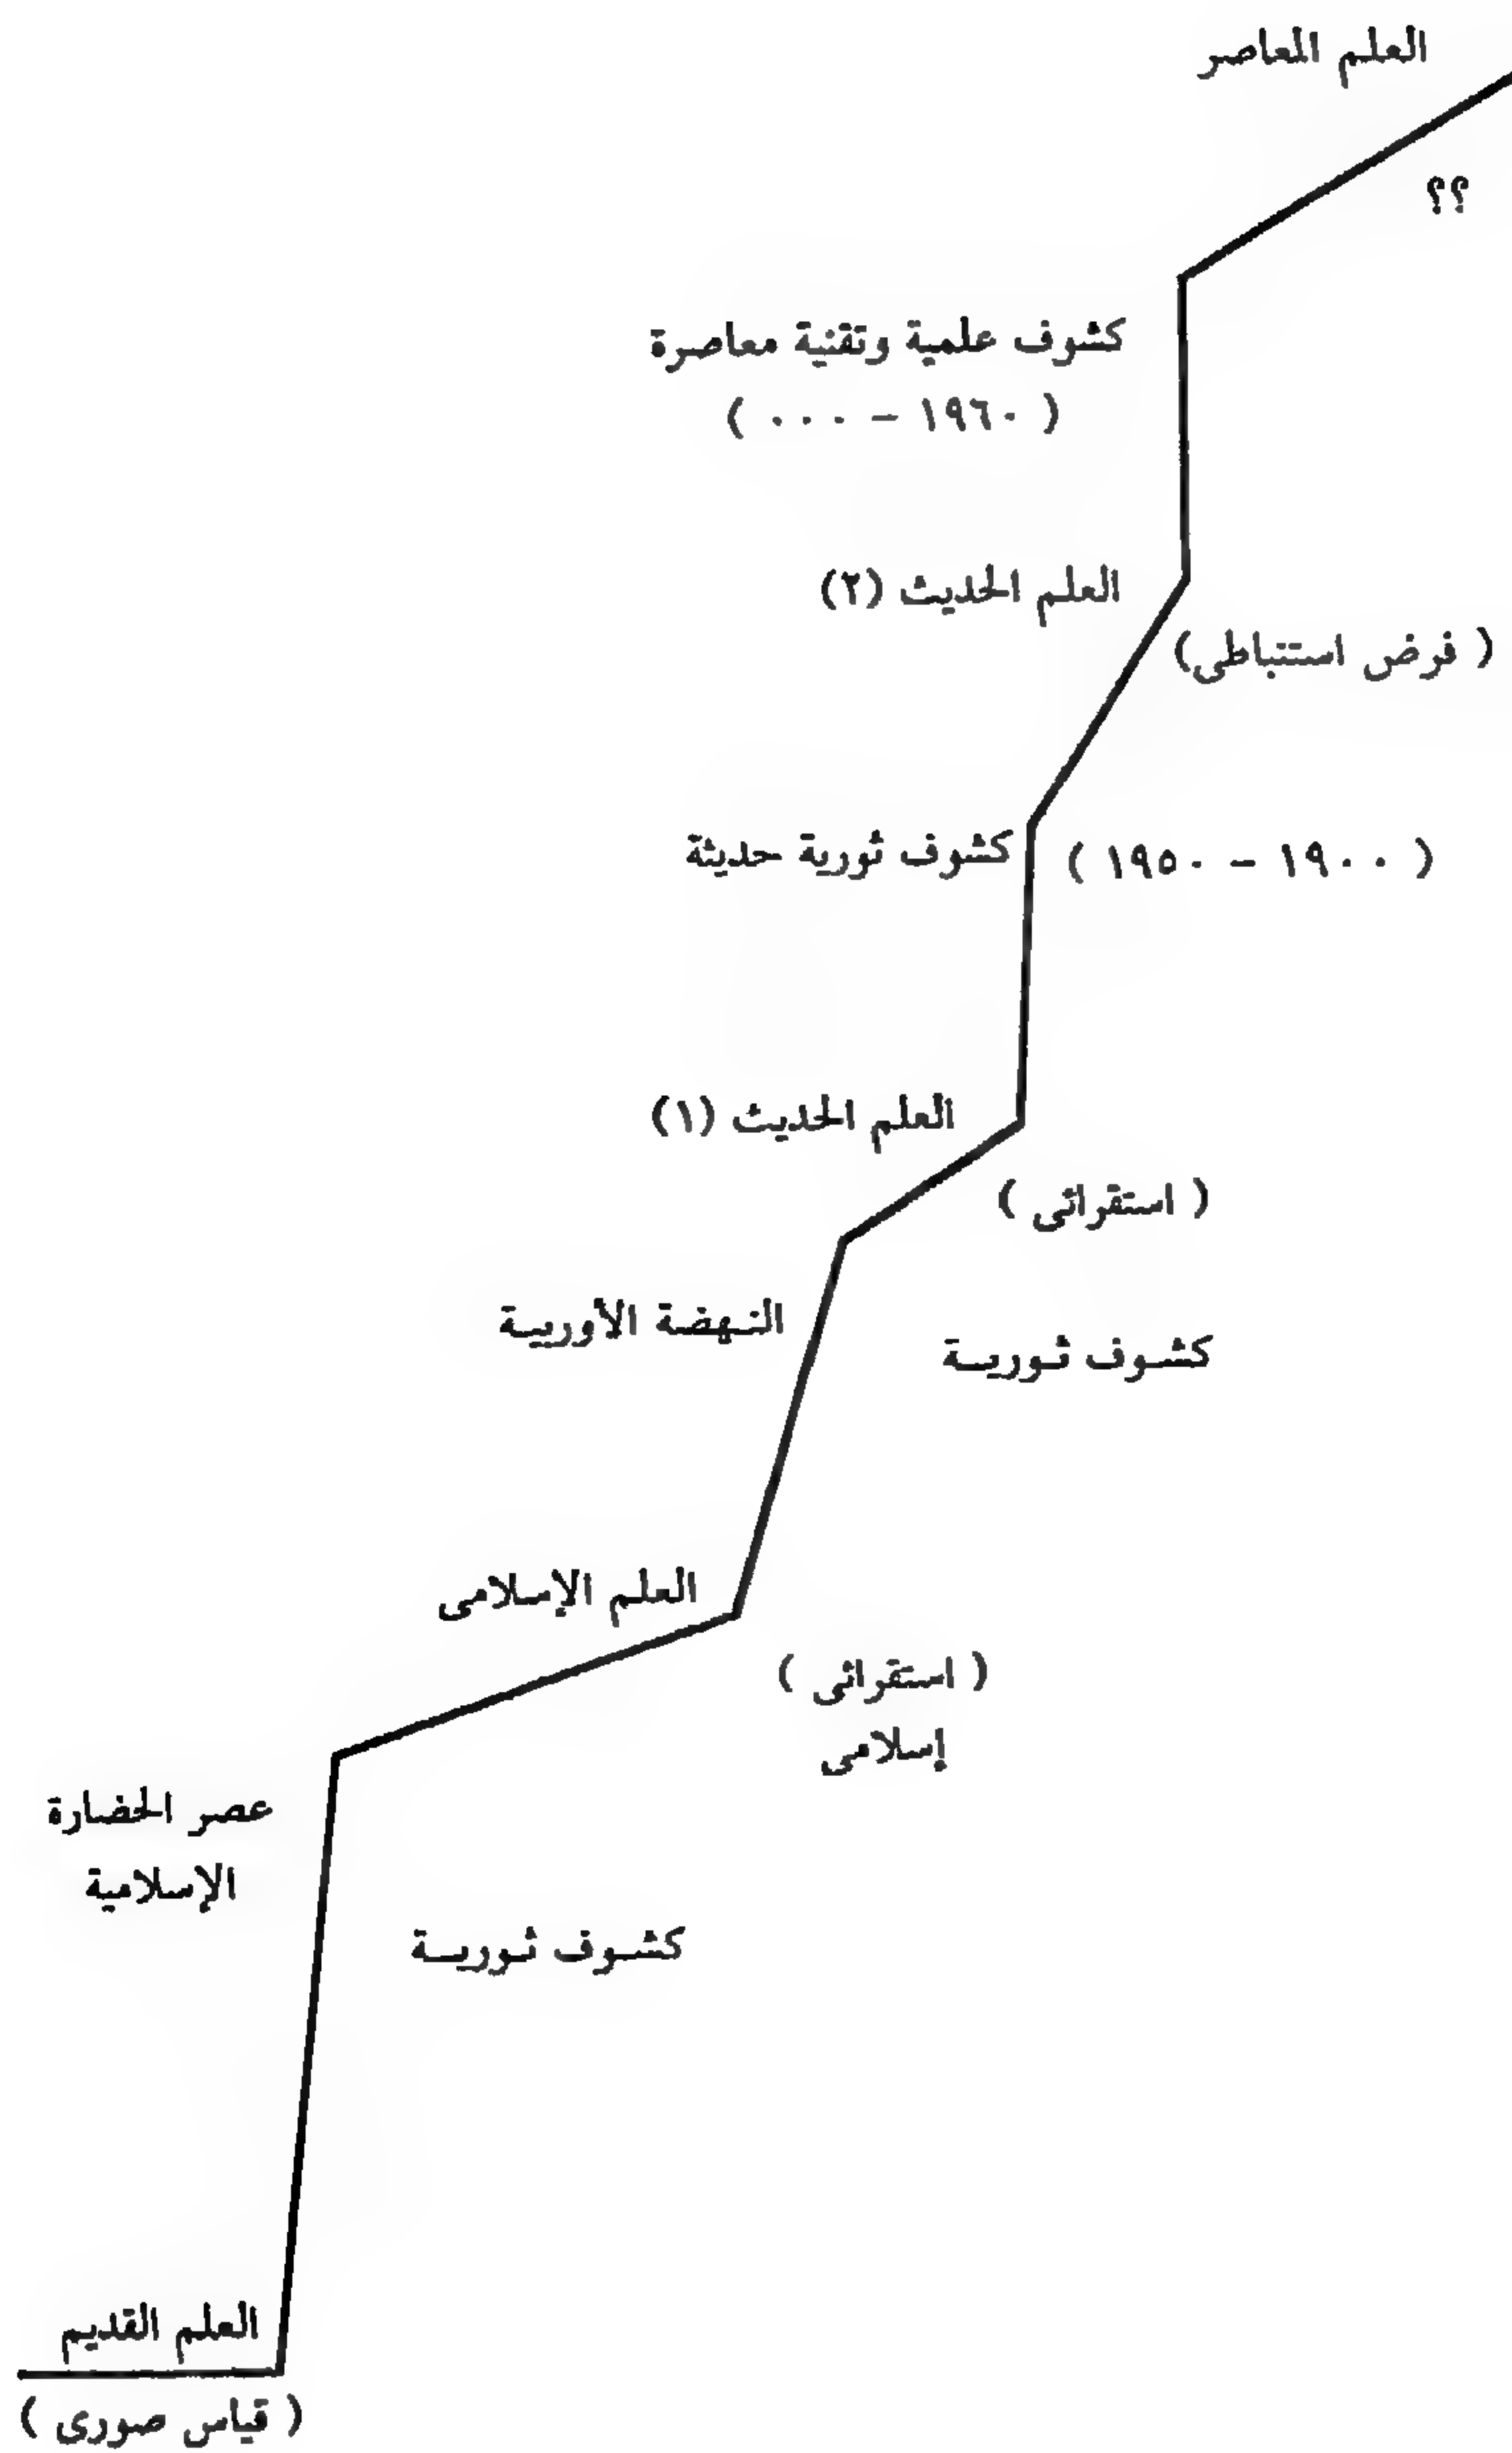 العلم المعاصر
؟؟
كشوف علمية وتقنية معاصرة
( ١٩٦٠ – ٠٠٠ )
العلم الحديث (٢)
( فرض استنباطى)
كشوف ثورية حديثة
( ١٩٠٠ – ١٩٥٠ )
العلم الحديث (١)
( استقرائى )
النهضة الأوربية
كشوف ثورية
العلم الإسلامى
( استقرائى )
إسلامى
عصر الحضارة
الإسلامية
كشوف ثورية
العلم القديم
( قياس صورى )